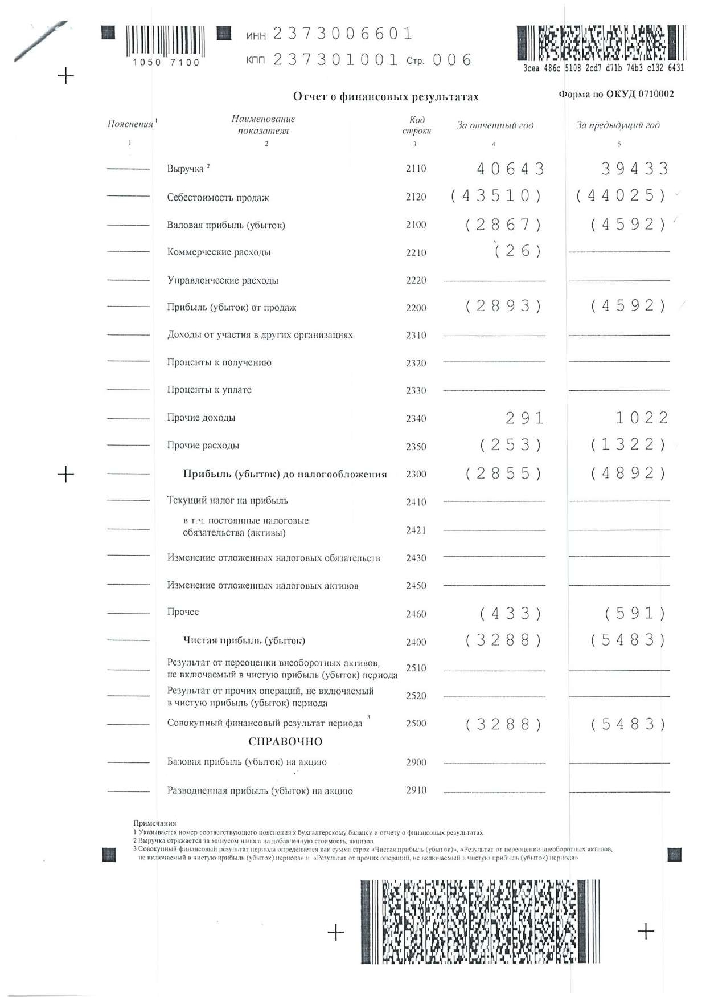 ИНН 2373006601
1050 7100
КПП 237301001 Стр. 006
3cea 486c 5108 2cd7 d71b 74b3 c132 6431
Отчет о финансовых результатах
Форма по ОКУД 0710002
Пояснения 1 Наименование показателя Код строки За отчетный год За предыдущий год
1 2 3 4 5
Выручка 2 2110 40643 39433
Себестоимость продаж 2120 (43510) (44025)
Валовая прибыль (убыток) 2100 (2867) (4592)
Коммерческие расходы 2210 (26)
Управленческие расходы 2220
Прибыль (убыток) от продаж 2200 (2893) (4592)
Доходы от участия в других организациях 2310
Проценты к получению 2320
Проценты к уплате 2330
Прочие доходы 2340 291 1022
Прочие расходы 2350 (253) (1322)
Прибыль (убыток) до налогообложения 2300 (2855) (4892)
Текущий налог на прибыль 2410
в т.ч. постоянные налоговые
обязательства (активы) 2421
Изменение отложенных налоговых обязательств 2430
Изменение отложенных налоговых активов 2450
Прочее 2460 (433) (591)
Чистая прибыль (убыток) 2400 (3288) (5483)
Результат от переоценки внеоборотных активов,
не включаемый в чистую прибыль (убыток) периода 2510
Результат от прочих операций, не включаемый
в чистую прибыль (убыток) периода 2520
Совокупный финансовый результат периода 3 2500 (3288) (5483)
СПРАВОЧНО
Базовая прибыль (убыток) на акцию 2900
Разводненная прибыль (убыток) на акцию 2910
Примечания
1 Указывается номер соответствующего пояснения к бухгалтерскому балансу и отчету о финансовых результатах.
2 Выручка отражается за минусом налога на добавленную стоимость, акцизов.
3 Совокупный финансовый результат периода определяется как сумма строк «Чистая прибыль (убыток)», «Результат от переоценки внеоборотных активов,
не включаемый в чистую прибыль (убыток) периода» и «Результат от прочих операций, не включаемый в чистую прибыль (убыток) периода»